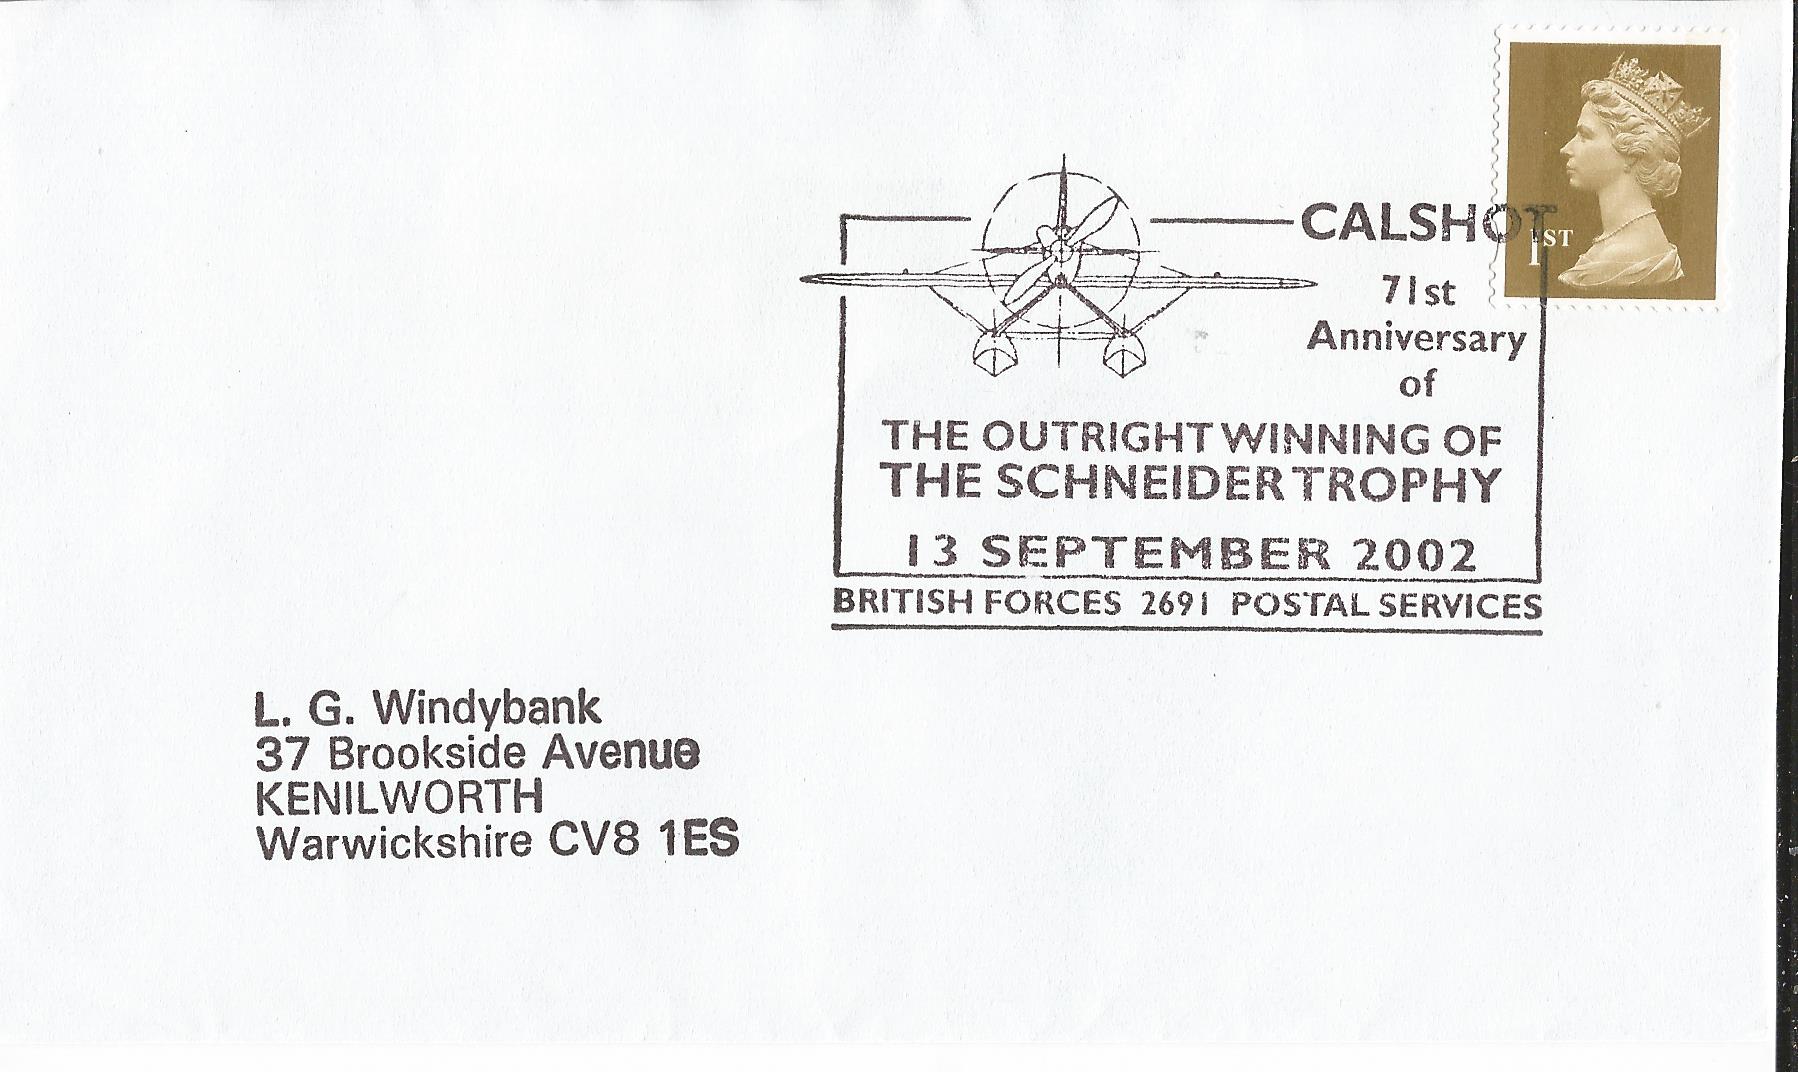 CALSHOT
1ST
71st
Anniversary
of
THE OUTRIGHT WINNING OF
THE SCHNEIDER TROPHY
13 SEPTEMBER 2002
BRITISH FORCES 2691 POSTAL SERVICES
L. G. Windybank
37 Brookside Avenue
KENILWORTH
Warwickshire CV8 1ES